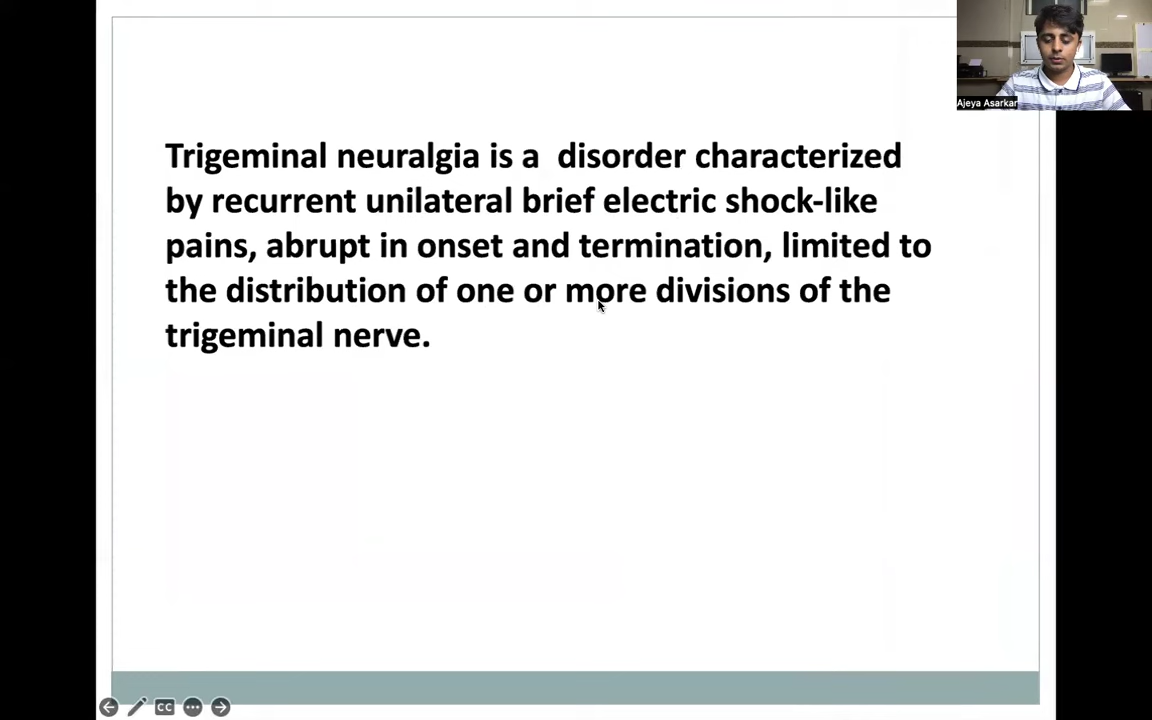 Ajeya Asarkar
Trigeminal neuralgia is a  disorder characterized
by recurrent unilateral brief electric shock-like
pains, abrupt in onset and termination, limited to
the distribution of one or more divisions of the
trigeminal nerve.
CC